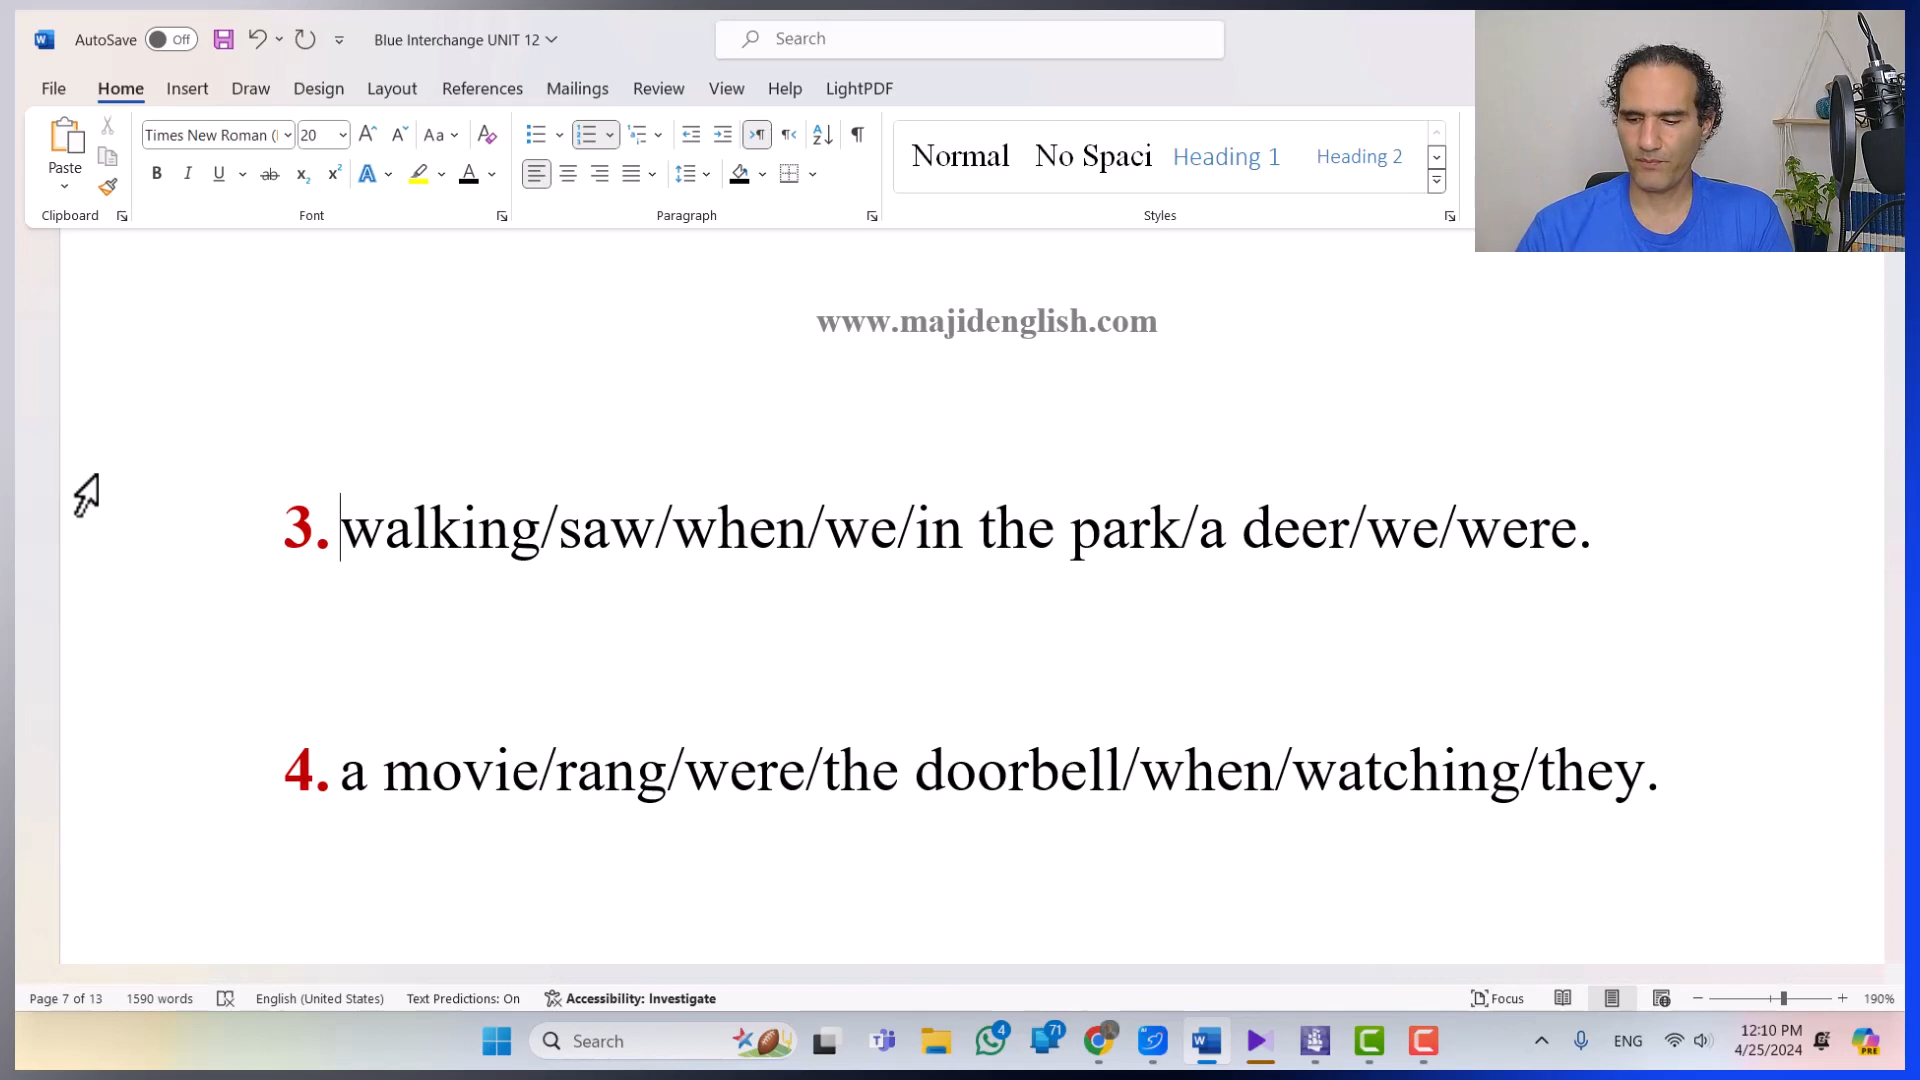 AutoSave Off Blue Interchange UNIT 12 Search
File Home Insert Draw Design Layout References Mailings Review View Help LightPDF
Times New Roman ( 20
Paste
Normal No Spaci Heading 1 Heading 2
Clipboard Font Paragraph Styles
www.majidenglish.com
3. walking/saw/when/we/in the park/a deer/we/were.
4. a movie/rang/were/the doorbell/when/watching/they.
Page 7 of 13 1590 words English (United States) Text Predictions: On Accessibility: Investigate Focus 190%
Search 4 71 ENG 12:10 PM
4/25/2024
PRE